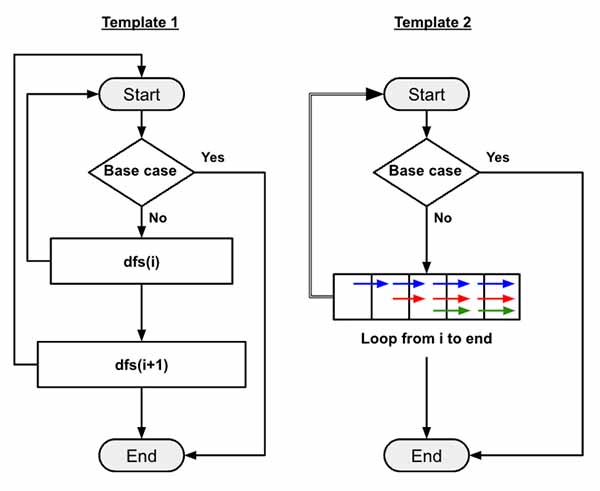 Template 1
Start
Base case
Yes
No
dfs(i)
dfs(i+1)
End
Template 2
Start
Base case
Yes
No
Loop from i to end
End